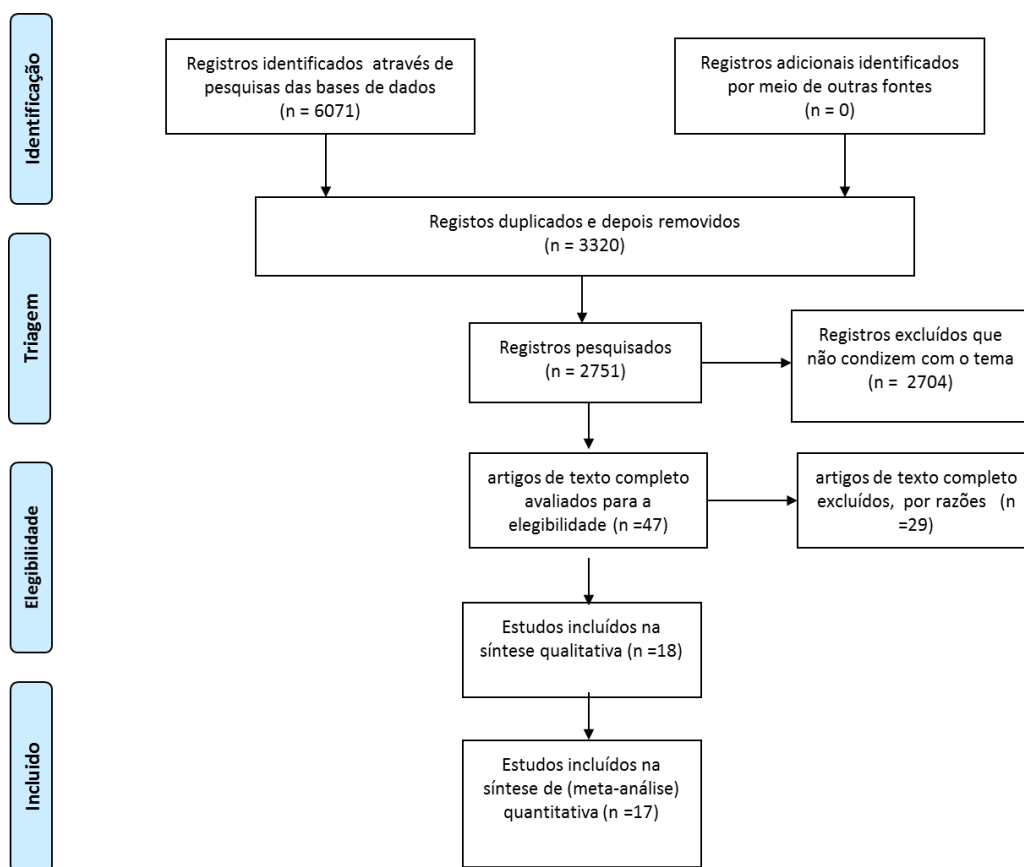 Identificação
Registros identificados através de
pesquisas das bases de dados
(n = 6071)
Registros adicionais identificados
por meio de outras fontes
(n = 0)
Registos duplicados e depois removidos
(n = 3320)
Triagem
Registros pesquisados
(n = 2751)
Registros excluídos que
não condizem com o tema
(n = 2704)
Elegibilidade
artigos de texto completo
avaliados para a
elegibilidade (n =47)
artigos de texto completo
excluídos, por razões (n
=29)
Estudos incluídos na
síntese qualitativa (n =18)
Incluido
Estudos incluídos na
síntese de (meta-análise)
quantitativa (n =17)